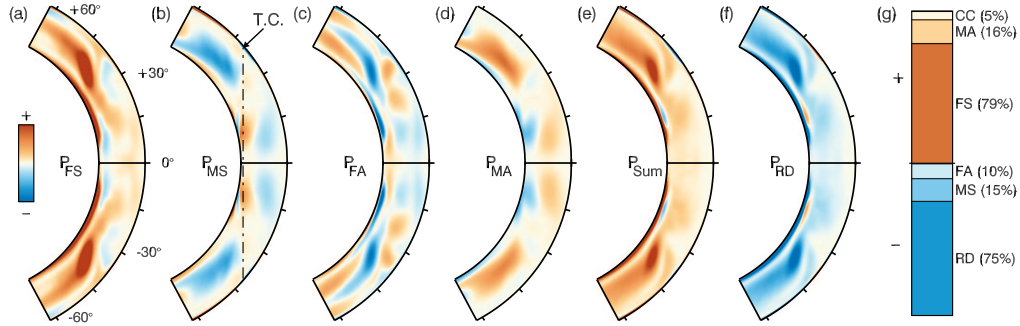 (a)
+60°
(b)
T.C.
(c)
(d)
(e)
(f)
(g)
+30°
0°
-30°
-60°
+
−
P_FS
P_MS
P_FA
P_MA
P_Sum
P_RD
+
−
CC (5%)
MA (16%)
FS (79%)
FA (10%)
MS (15%)
RD (75%)